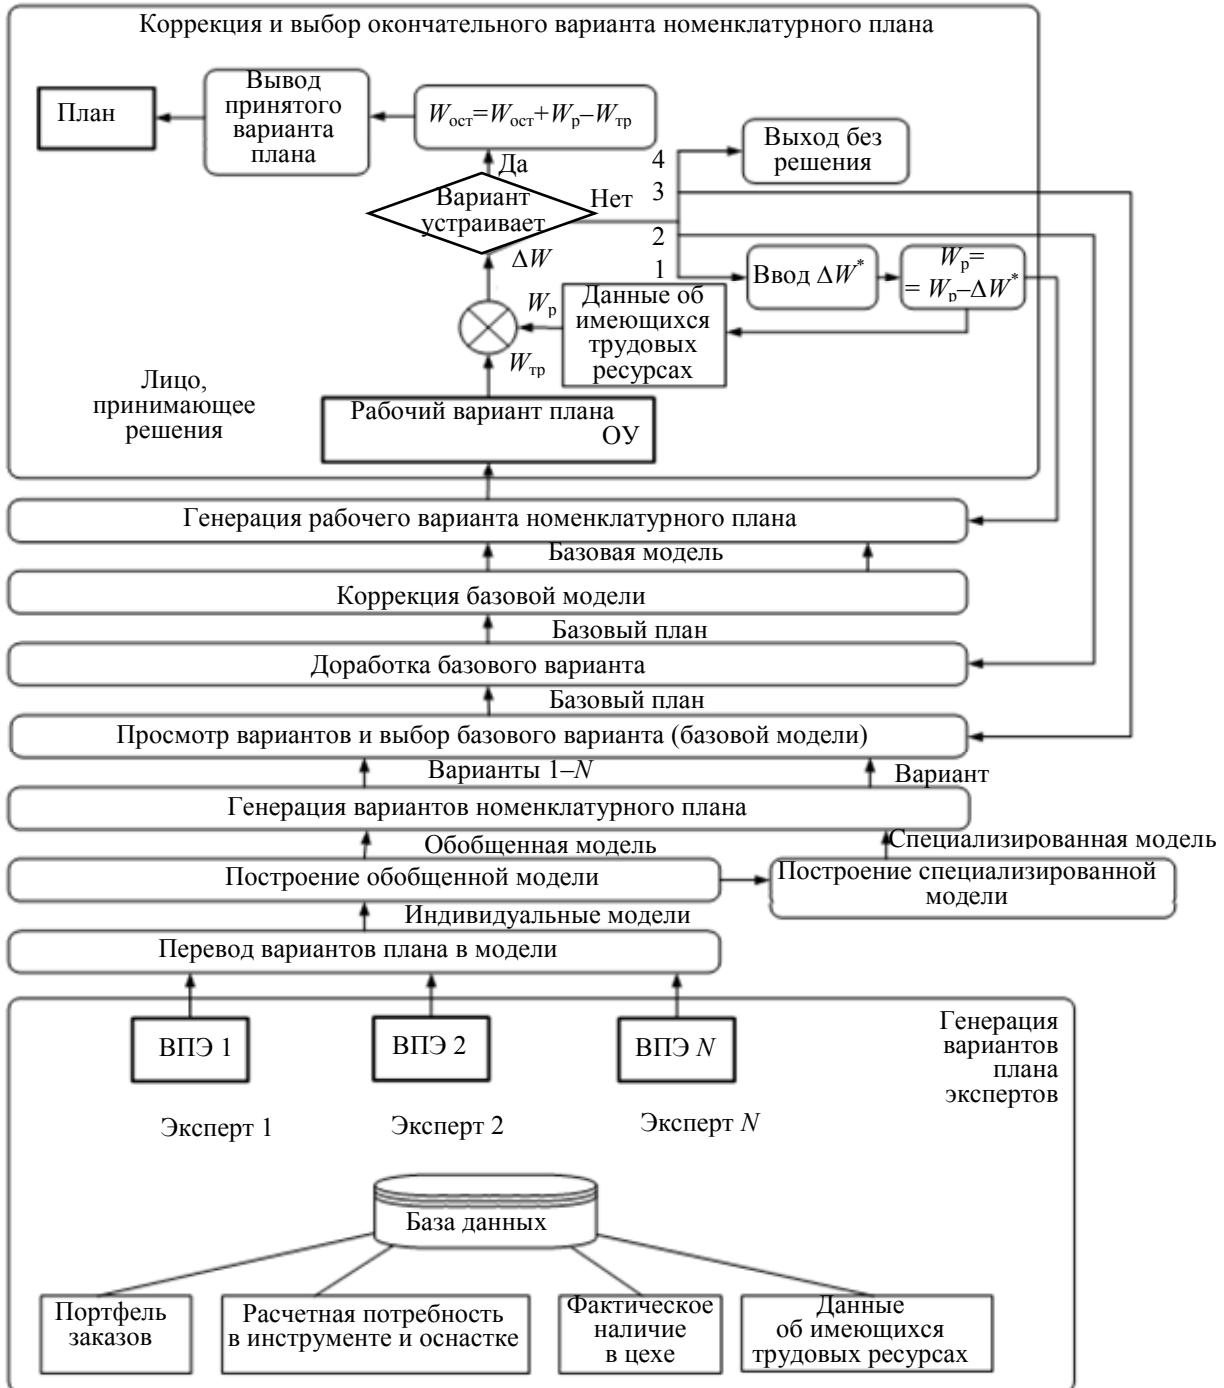 Коррекция и выбор окончательного варианта номенклатурного плана
План
Вывод
принятого
варианта
плана
Wост=Wост+Wр–Wтр
Да
Вариант
устраивает
Нет
4
3
2
1
Выход без
решения
ΔW
Ввод ΔW*
Wр=
= Wр–ΔW*
Wр
Данные об
имеющихся
трудовых
ресурсах
Wтр
Лицо,
принимающее
решения
Рабочий вариант плана
ОУ
Генерация рабочего варианта номенклатурного плана
Базовая модель
Коррекция базовой модели
Базовый план
Доработка базового варианта
Базовый план
Просмотр вариантов и выбор базового варианта (базовой модели)
Варианты 1–N
Вариант
Генерация вариантов номенклатурного плана
Обобщенная модель
Специализированная модель
Построение обобщенной модели
Построение специализированной
модели
Индивидуальные модели
Перевод вариантов плана в модели
ВПЭ 1
ВПЭ 2
ВПЭ N
Генерация
вариантов
плана
экспертов
Эксперт 1
Эксперт 2
Эксперт N
База данных
Портфель
заказов
Расчетная потребность
в инструменте и оснастке
Фактическое
наличие
в цехе
Данные
об имеющихся
трудовых ресурсах